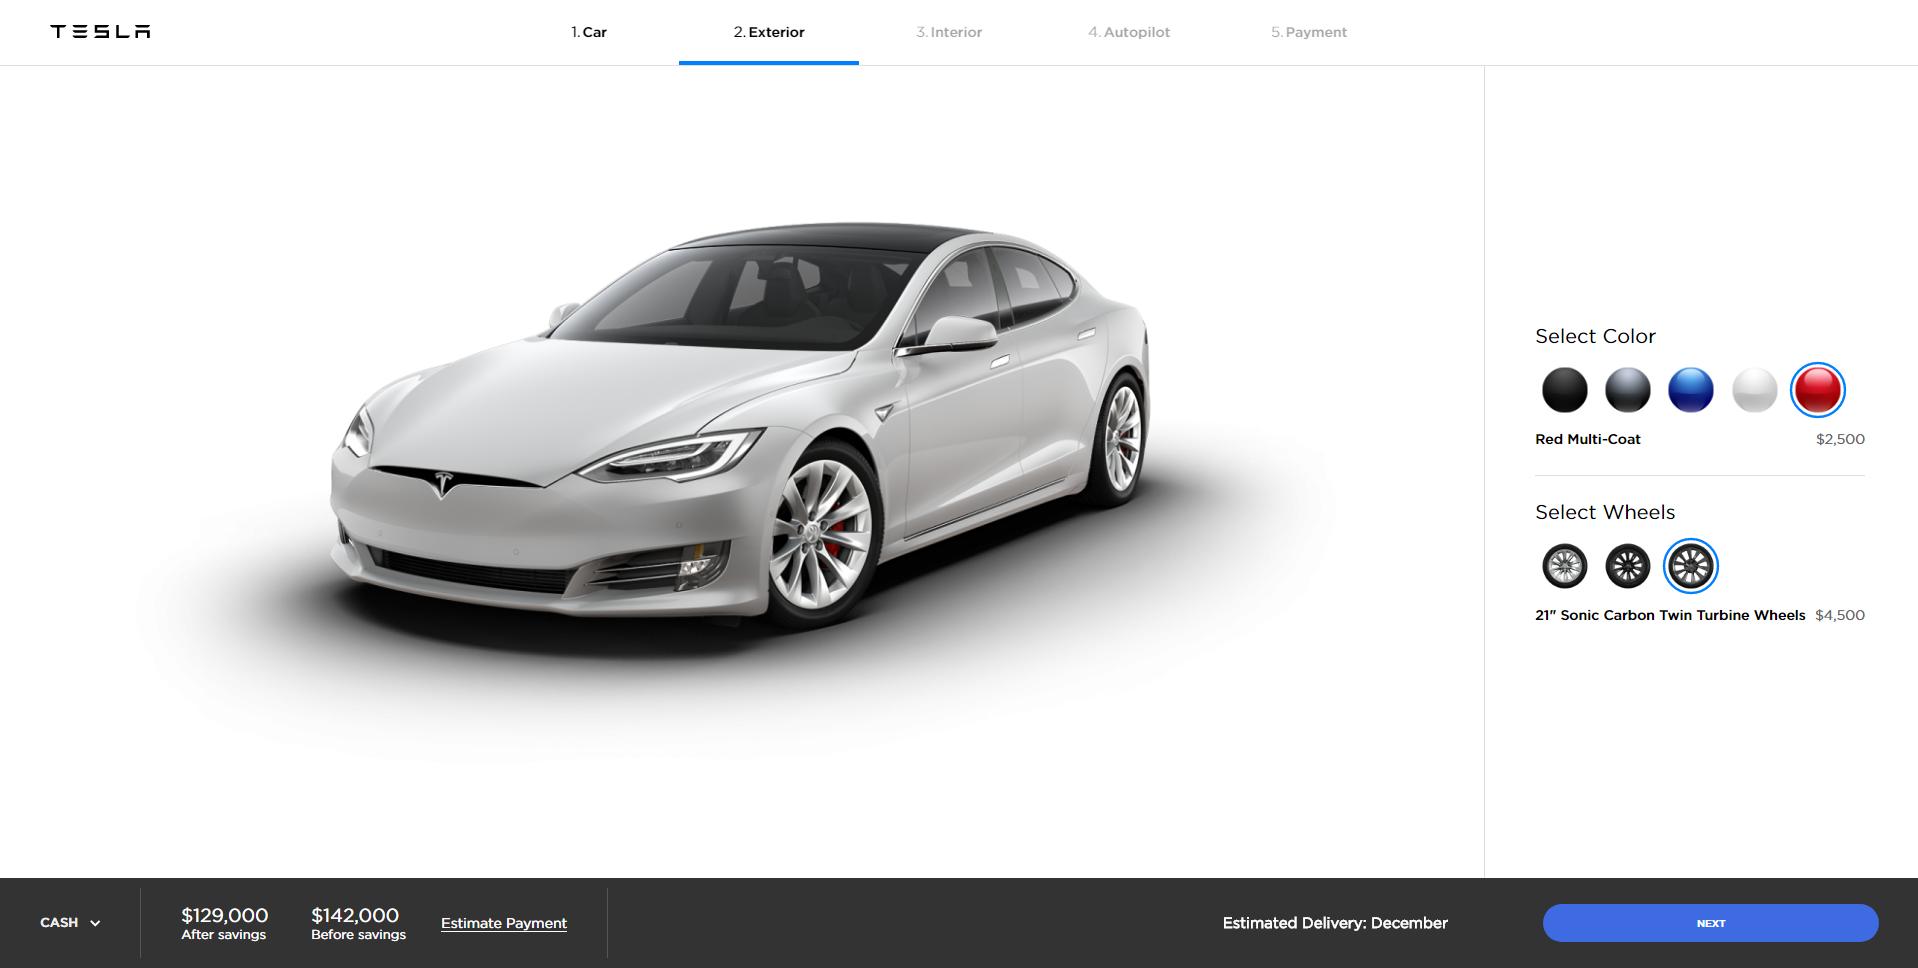 TESLA
1. Car
2. Exterior
3. Interior
4. Autopilot
5. Payment
Select Color
Red Multi-Coat $2,500
Select Wheels
21" Sonic Carbon Twin Turbine Wheels $4,500
CASH
$129,000
After savings
$142,000
Before savings
Estimate Payment
Estimated Delivery: December
NEXT